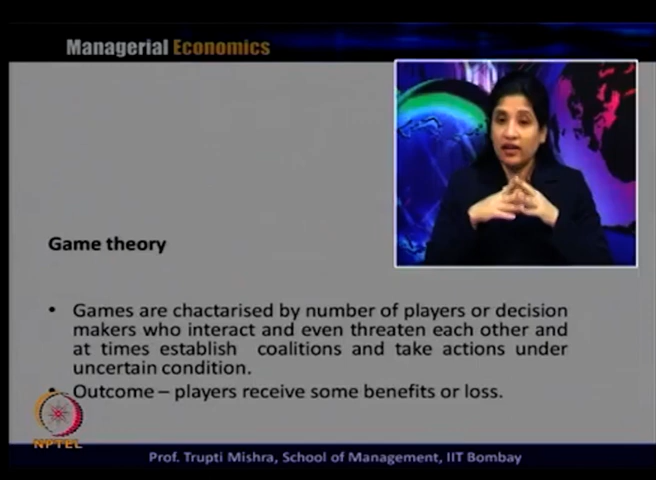 Managerial Economics
Game theory
• Games are chactarised by number of players or decision
makers who interact and even threaten each other and
at times establish coalitions and take actions under
uncertain condition.
• Outcome – players receive some benefits or loss.
NPTEL
Prof. Trupti Mishra, School of Management, IIT Bombay